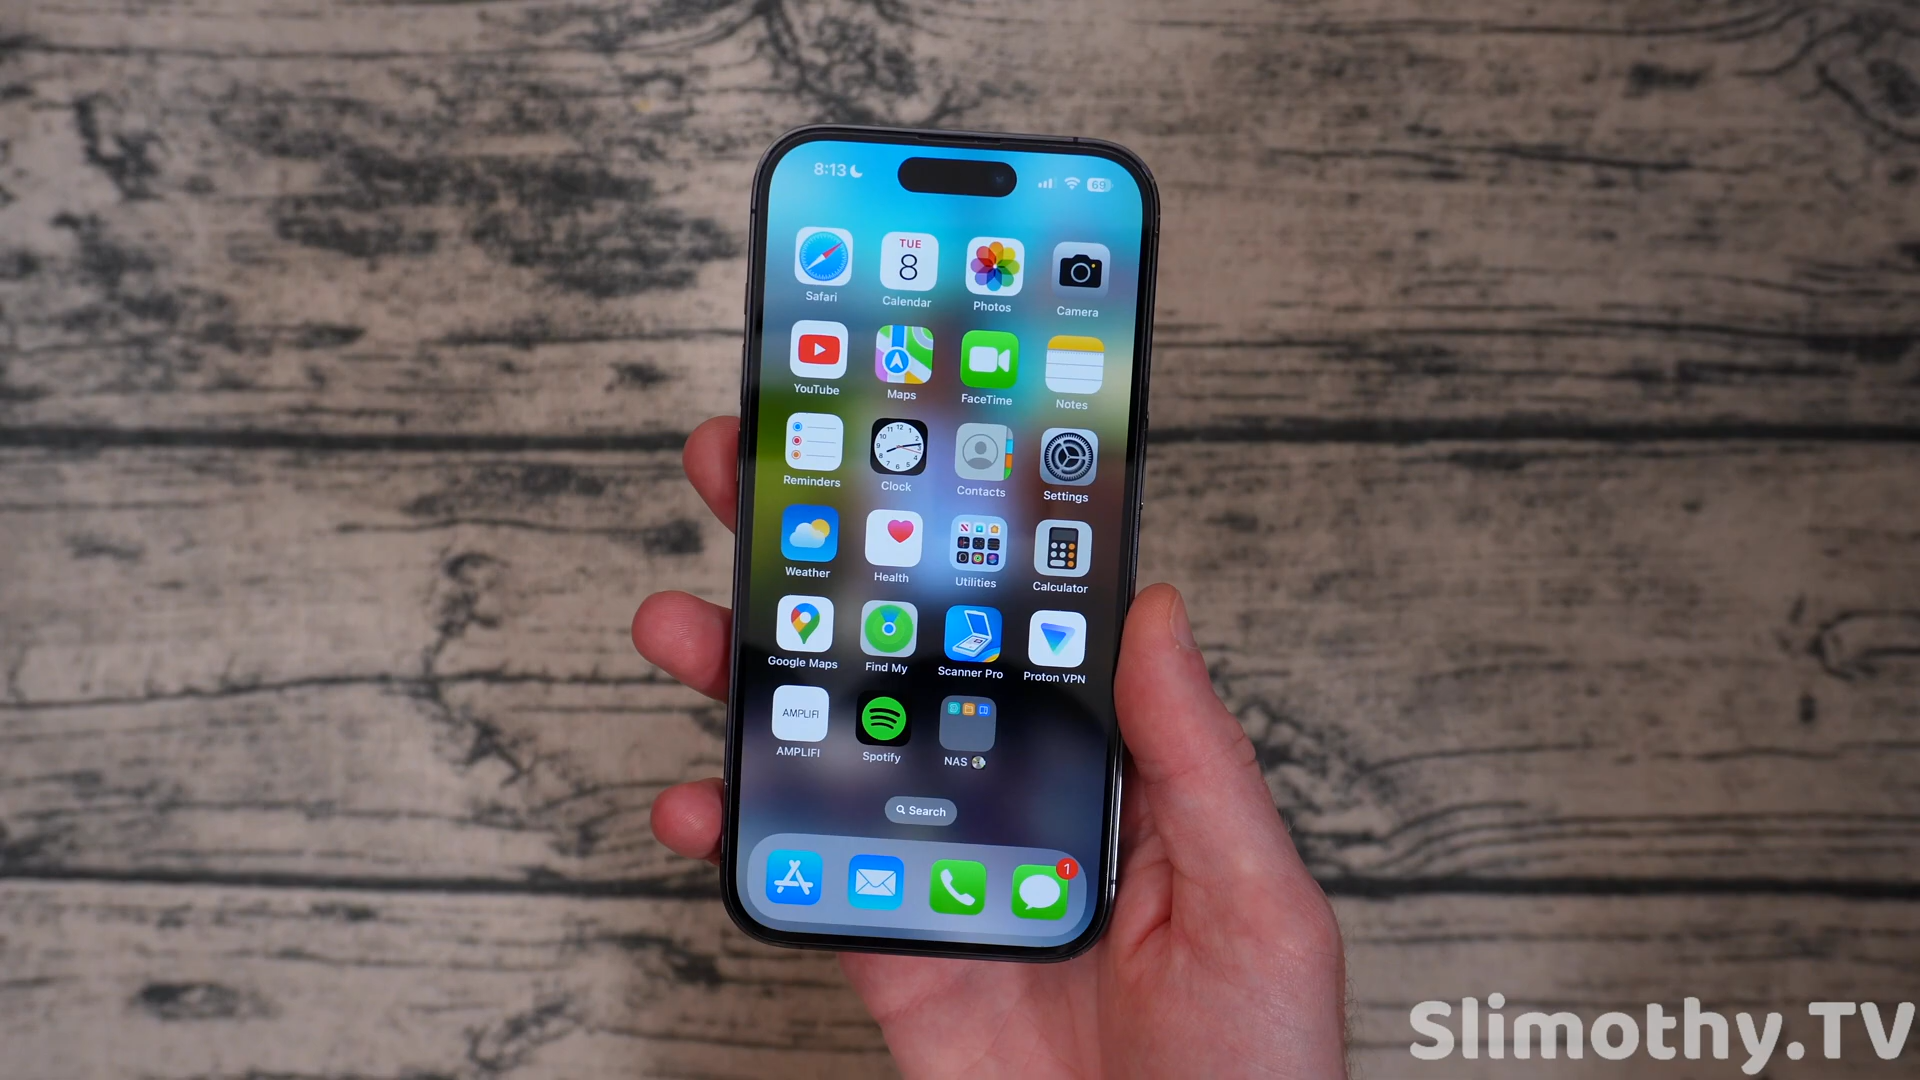 8:13
69
TUE
8
Safari
Calendar
Photos
Camera
YouTube
Maps
FaceTime
Notes
Reminders
Clock
Contacts
Settings
Weather
Health
Utilities
Calculator
Google Maps
Find My
Scanner Pro
Proton VPN
AMPLIFI
AMPLIFI
Spotify
NAS
Search
1
Slimothy.TV